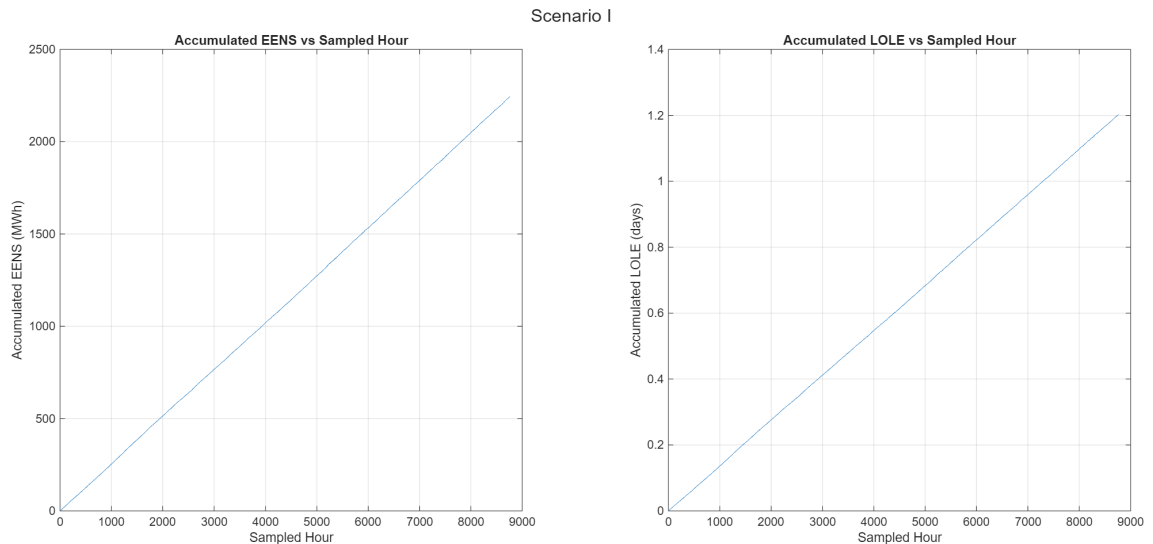 Scenario I
Accumulated EENS vs Sampled Hour
2500
2000
1500
1000
500
0
Accumulated EENS (MWh)
0 1000 2000 3000 4000 5000 6000 7000 8000 9000
Sampled Hour
Accumulated LOLE vs Sampled Hour
1.4
1.2
1
0.8
0.6
0.4
0.2
0
Accumulated LOLE (days)
0 1000 2000 3000 4000 5000 6000 7000 8000 9000
Sampled Hour